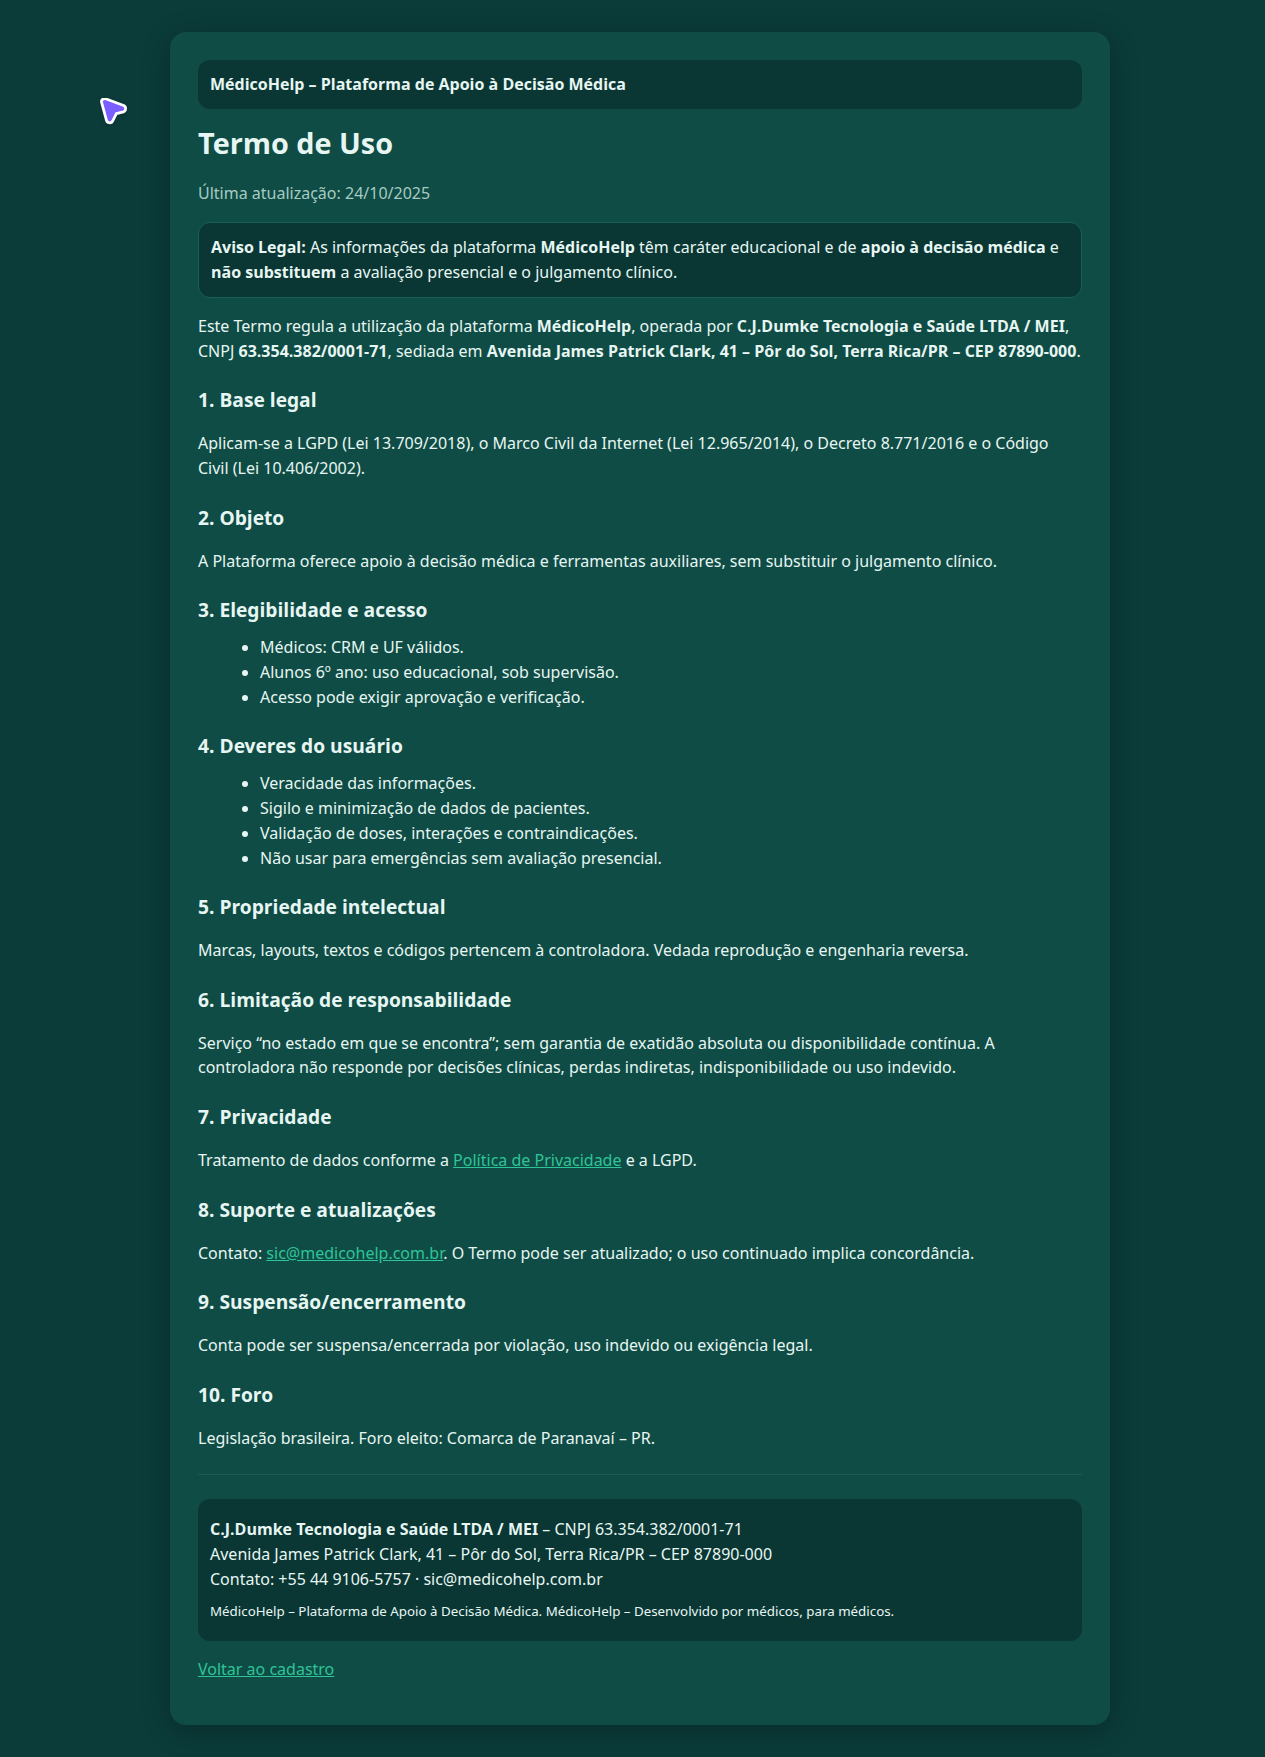 MédicoHelp – Plataforma de Apoio à Decisão Médica
Termo de Uso
Última atualização: 24/10/2025
Aviso Legal: As informações da plataforma MédicoHelp têm caráter educacional e de apoio à decisão médica e
não substituem a avaliação presencial e o julgamento clínico.
Este Termo regula a utilização da plataforma MédicoHelp, operada por C.J.Dumke Tecnologia e Saúde LTDA / MEI,
CNPJ 63.354.382/0001-71, sediada em Avenida James Patrick Clark, 41 – Pôr do Sol, Terra Rica/PR – CEP 87890-000.
1. Base legal
Aplicam-se a LGPD (Lei 13.709/2018), o Marco Civil da Internet (Lei 12.965/2014), o Decreto 8.771/2016 e o Código
Civil (Lei 10.406/2002).
2. Objeto
A Plataforma oferece apoio à decisão médica e ferramentas auxiliares, sem substituir o julgamento clínico.
3. Elegibilidade e acesso
• Médicos: CRM e UF válidos.
• Alunos 6º ano: uso educacional, sob supervisão.
• Acesso pode exigir aprovação e verificação.
4. Deveres do usuário
• Veracidade das informações.
• Sigilo e minimização de dados de pacientes.
• Validação de doses, interações e contraindicações.
• Não usar para emergências sem avaliação presencial.
5. Propriedade intelectual
Marcas, layouts, textos e códigos pertencem à controladora. Vedada reprodução e engenharia reversa.
6. Limitação de responsabilidade
Serviço “no estado em que se encontra”; sem garantia de exatidão absoluta ou disponibilidade contínua. A
controladora não responde por decisões clínicas, perdas indiretas, indisponibilidade ou uso indevido.
7. Privacidade
Tratamento de dados conforme a Política de Privacidade e a LGPD.
8. Suporte e atualizações
Contato: sic@medicohelp.com.br. O Termo pode ser atualizado; o uso continuado implica concordância.
9. Suspensão/encerramento
Conta pode ser suspensa/encerrada por violação, uso indevido ou exigência legal.
10. Foro
Legislação brasileira. Foro eleito: Comarca de Paranavaí – PR.
C.J.Dumke Tecnologia e Saúde LTDA / MEI – CNPJ 63.354.382/0001-71
Avenida James Patrick Clark, 41 – Pôr do Sol, Terra Rica/PR – CEP 87890-000
Contato: +55 44 9106-5757 · sic@medicohelp.com.br
MédicoHelp – Plataforma de Apoio à Decisão Médica. MédicoHelp – Desenvolvido por médicos, para médicos.
Voltar ao cadastro